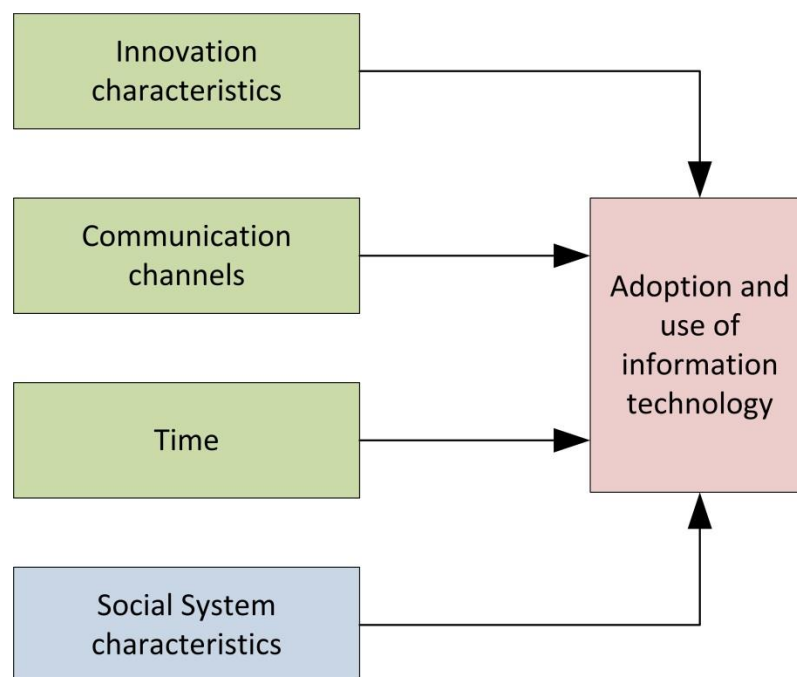 Innovation
characteristics
Communication
channels
Time
Social System
characteristics
Adoption and
use of
information
technology